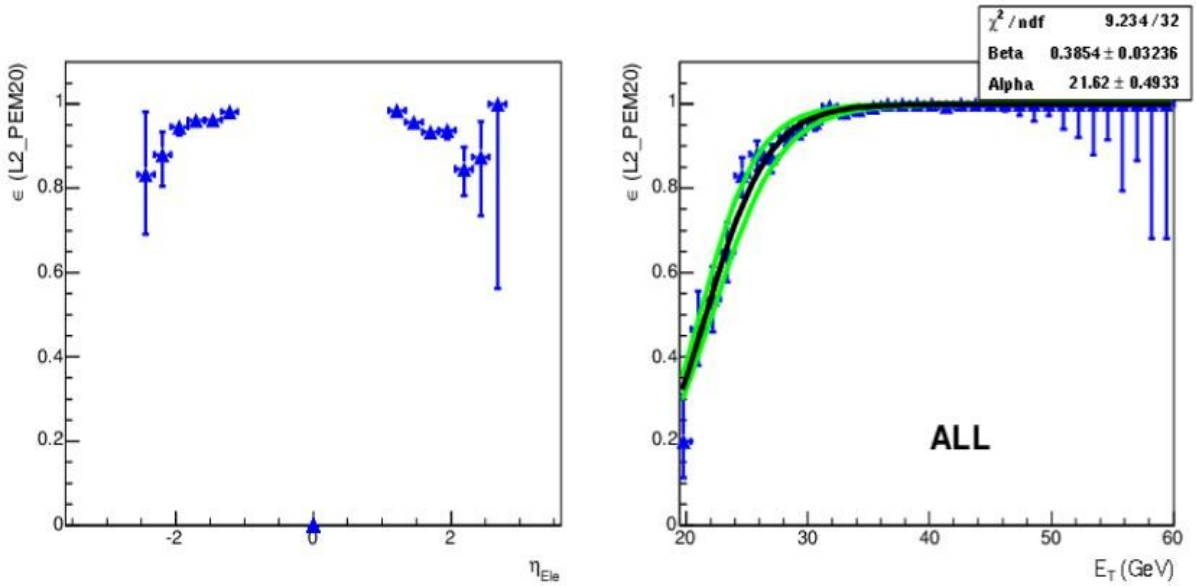 ϵ (L2_PEM20)
1
0.8
0.6
0.4
0.2
0
-2
0
2
η_Ele
χ² / ndf 9.234 / 32
Beta 0.3854 ± 0.03236
Alpha 21.62 ± 0.4933
ϵ (L2_PEM20)
1
0.8
0.6
0.4
0.2
0
ALL
20
30
40
50
60
E_T (GeV)